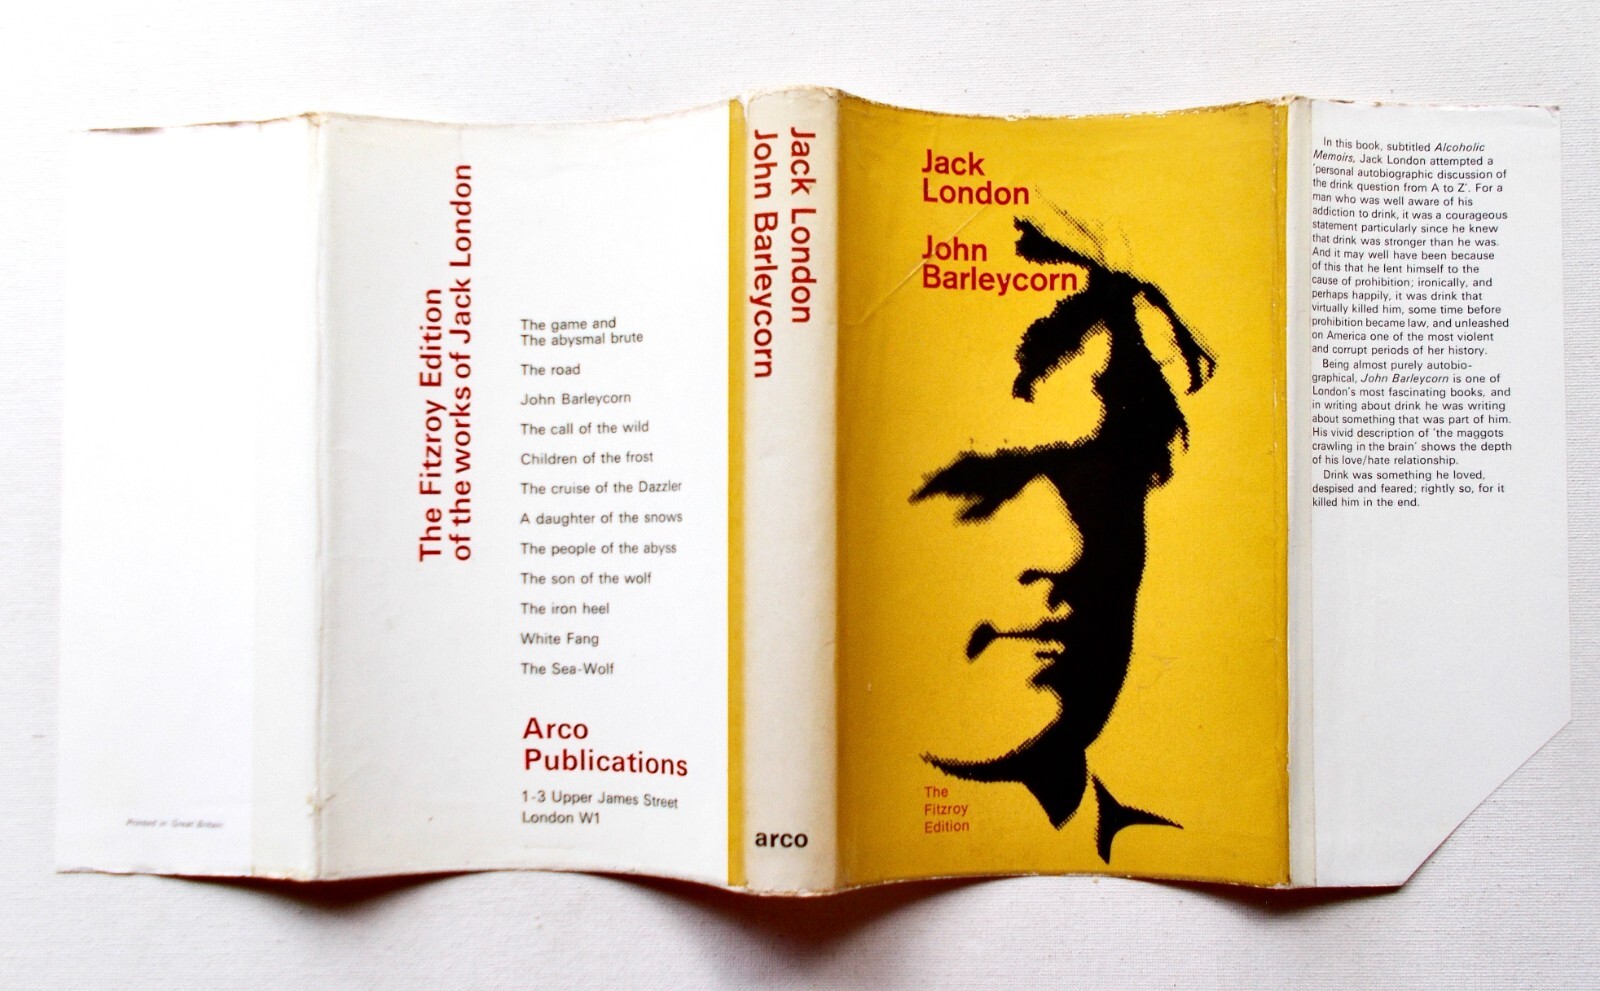 Printed in Great Britain
The Fitzroy Edition
of the works of Jack London
The game and
The abysmal brute
The road
John Barleycorn
The call of the wild
Children of the frost
The cruise of the Dazzler
A daughter of the snows
The people of the abyss
The son of the wolf
The iron heel
White Fang
The Sea-Wolf
Arco
Publications
1-3 Upper James Street
London W1
Jack London
John Barleycorn
arco
Jack
London
John
Barleycorn
The
Fitzroy
Edition
In this book, subtitled Alcoholic
Memoirs, Jack London attempted a
'personal autobiographic discussion of
the drink question from A to Z'. For a
man who was well aware of his
addiction to drink, it was a courageous
statement particularly since he knew
that drink was stronger than he was.
And it may well have been because
of this that he lent himself to the
cause of prohibition; ironically, and
perhaps happily, it was drink that
virtually killed him, some time before
prohibition became law, and unleashed
on America one of the most violent
and corrupt periods of her history.
Being almost purely autobio-
graphical, John Barleycorn is one of
London's most fascinating books, and
in writing about drink he was writing
about something that was part of him.
His vivid description of 'the maggots
crawling in the brain' shows the depth
of his love/hate relationship.
Drink was something he loved,
despised and feared; rightly so, for it
killed him in the end.